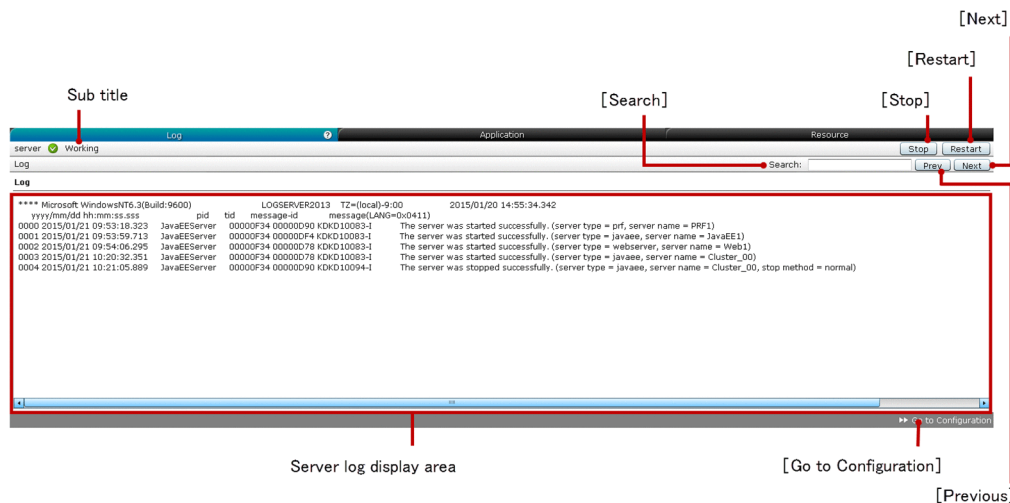 [Next]
[Restart]
Sub title
[Search]
[Stop]
Log ? Application Resource
server Working Stop Restart
Log Search: Prev Next
Log
**** Microsoft WindowsNT6.3(Build:9600) LOGSERVER2013 TZ=(local)-9:00 2015/01/20 14:55:34.342
yyyy/mm/dd hh:mm:ss.sss pid tid message-id message(LANG=0x0411)
0000 2015/01/21 09:53:18.323 JavaEEServer 00000F34 00000D90 KDKD10083-I The server was started successfully. (server type = prf, server name = PRF1)
0001 2015/01/21 09:53:59.713 JavaEEServer 00000F34 00000DF4 KDKD10083-I The server was started successfully. (server type = javaee, server name = JavaEE1)
0002 2015/01/21 09:54:06.295 JavaEEServer 00000F34 00000D78 KDKD10083-I The server was started successfully. (server type = webserver, server name = Web1)
0003 2015/01/21 10:20:32.351 JavaEEServer 00000F34 00000D78 KDKD10083-I The server was started successfully. (server type = javaee, server name = Cluster_00)
0004 2015/01/21 10:21:05.889 JavaEEServer 00000F34 00000D90 KDKD10094-I The server was stopped successfully. (server type = javaee, server name = Cluster_00, stop method = normal)
Go to Configuration
Server log display area
[Go to Configuration]
[Previous]